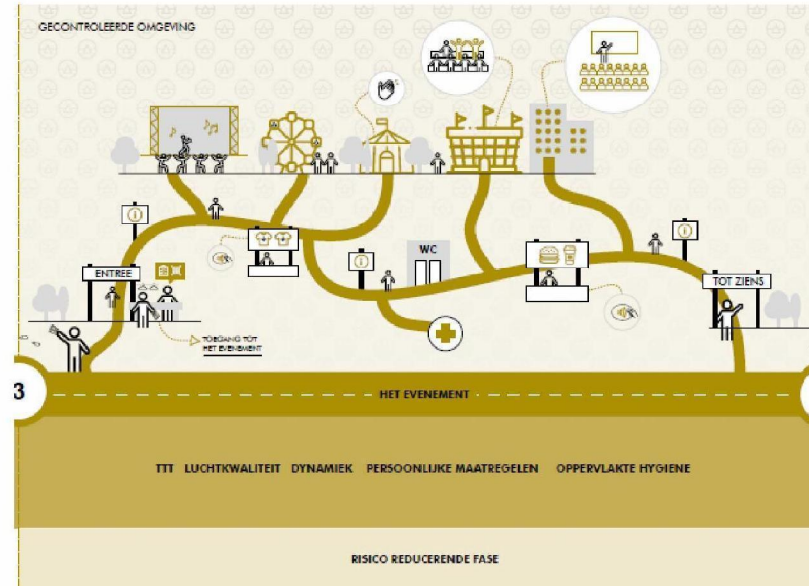 GECONTROLEERDE OMGEVING
WC
ENTREE
TOT ZIENS
TOEGANG TOT
HET EVENEMENT
3
HET EVENEMENT
TTT LUCHTKWALITEIT DYNAMIEK PERSOONLIJKE MAATREGELEN OPPERVLAKTE HYGIENE
RISICO REDUCERENDE FASE